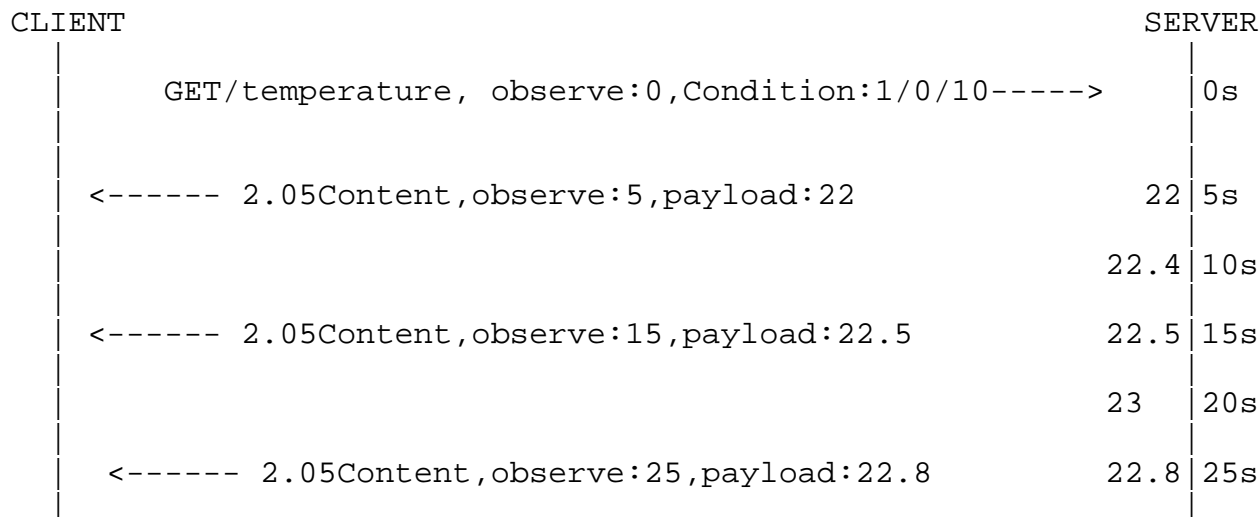 CLIENT SERVER
GET/temperature, observe:0,Condition:1/0/10-----> |0s
<------ 2.05Content,observe:5,payload:22 22|5s
22.4|10s
<------ 2.05Content,observe:15,payload:22.5 22.5|15s
23 |20s
<------ 2.05Content,observe:25,payload:22.8 22.8|25s